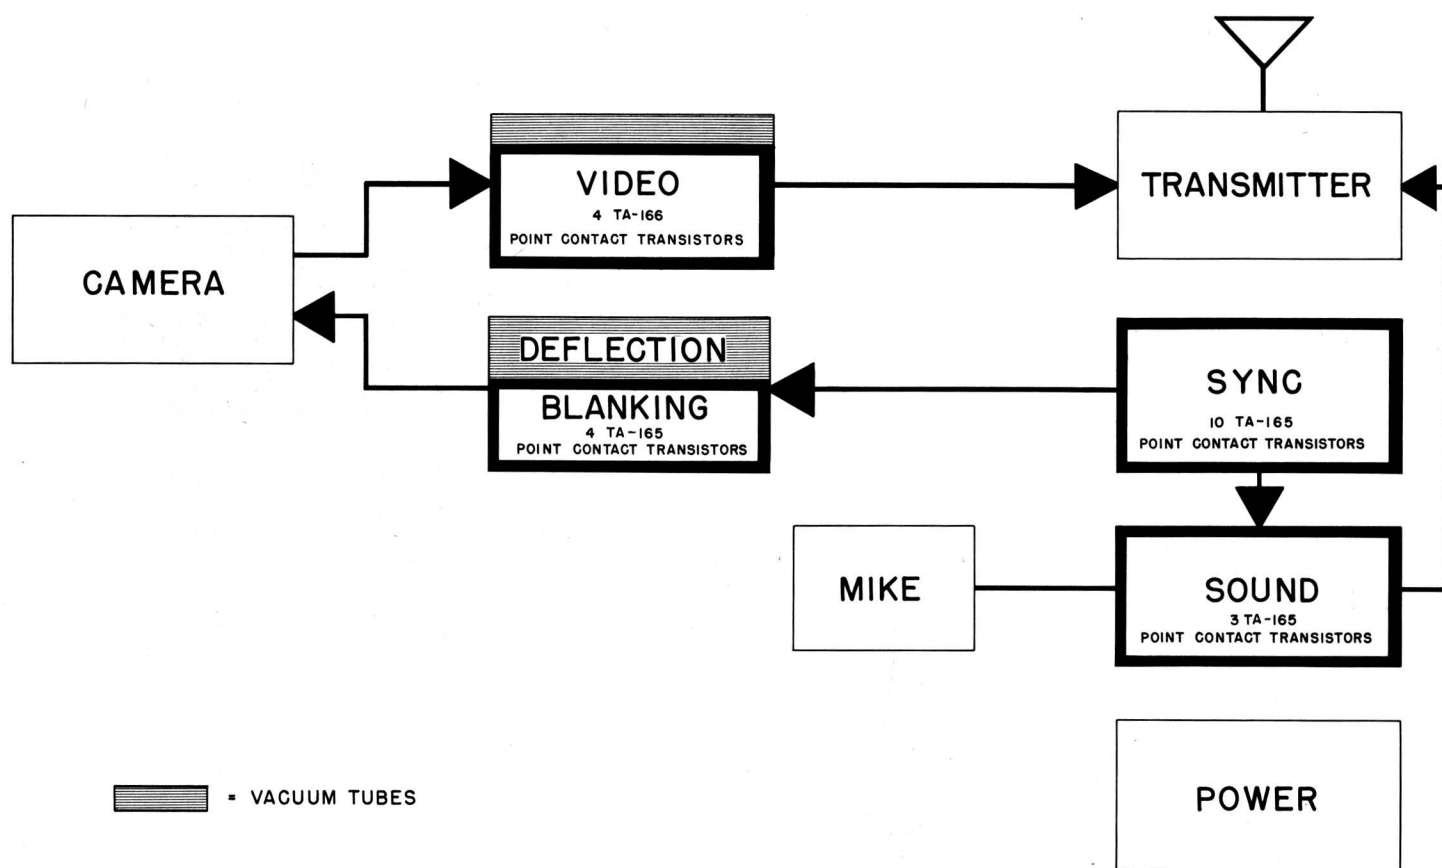 VIDEO
4 TA-166
POINT CONTACT TRANSISTORS
TRANSMITTER
CAMERA
DEFLECTION
BLANKING
4 TA-165
POINT CONTACT TRANSISTORS
SYNC
10 TA-165
POINT CONTACT TRANSISTORS
MIKE
SOUND
3 TA-165
POINT CONTACT TRANSISTORS
= VACUUM TUBES
POWER